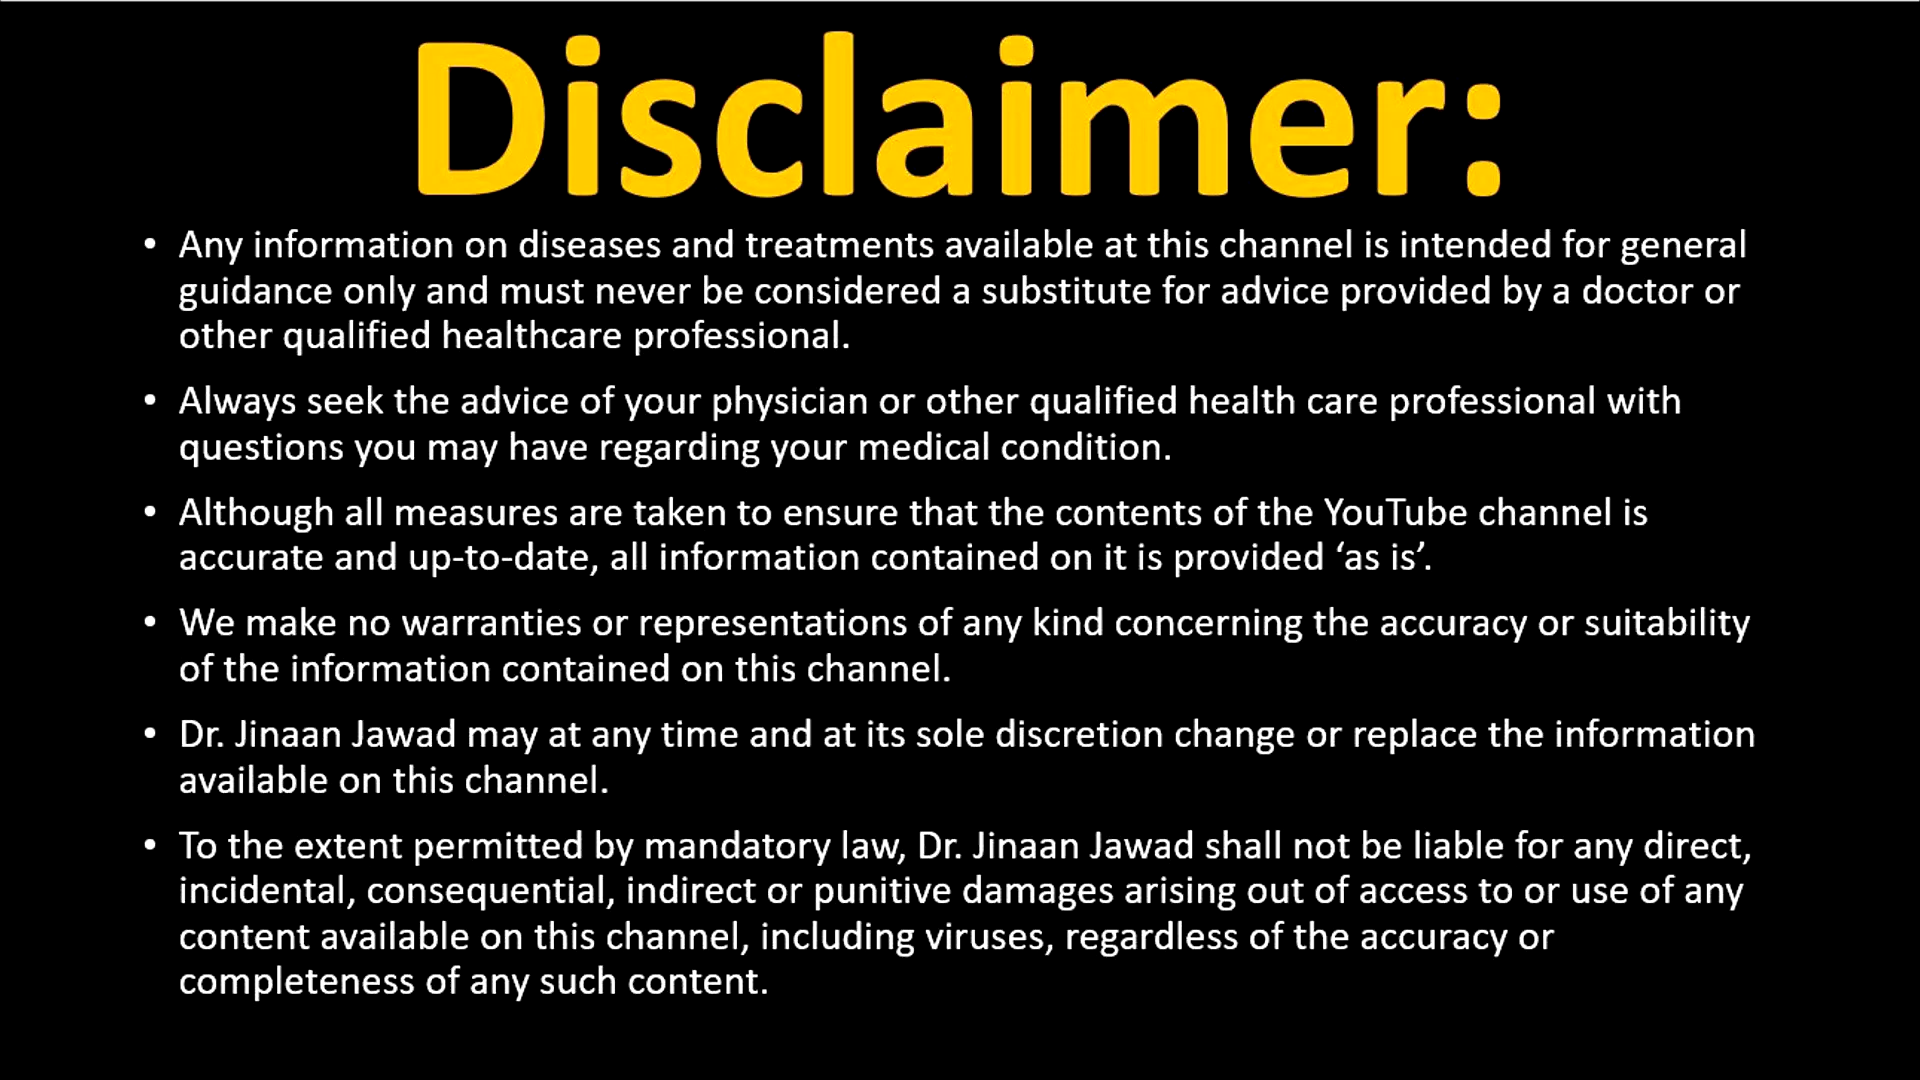 Disclaimer:
• Any information on diseases and treatments available at this channel is intended for general
guidance only and must never be considered a substitute for advice provided by a doctor or
other qualified healthcare professional.
• Always seek the advice of your physician or other qualified health care professional with
questions you may have regarding your medical condition.
• Although all measures are taken to ensure that the contents of the YouTube channel is
accurate and up-to-date, all information contained on it is provided ‘as is’.
• We make no warranties or representations of any kind concerning the accuracy or suitability
of the information contained on this channel.
• Dr. Jinaan Jawad may at any time and at its sole discretion change or replace the information
available on this channel.
• To the extent permitted by mandatory law, Dr. Jinaan Jawad shall not be liable for any direct,
incidental, consequential, indirect or punitive damages arising out of access to or use of any
content available on this channel, including viruses, regardless of the accuracy or
completeness of any such content.